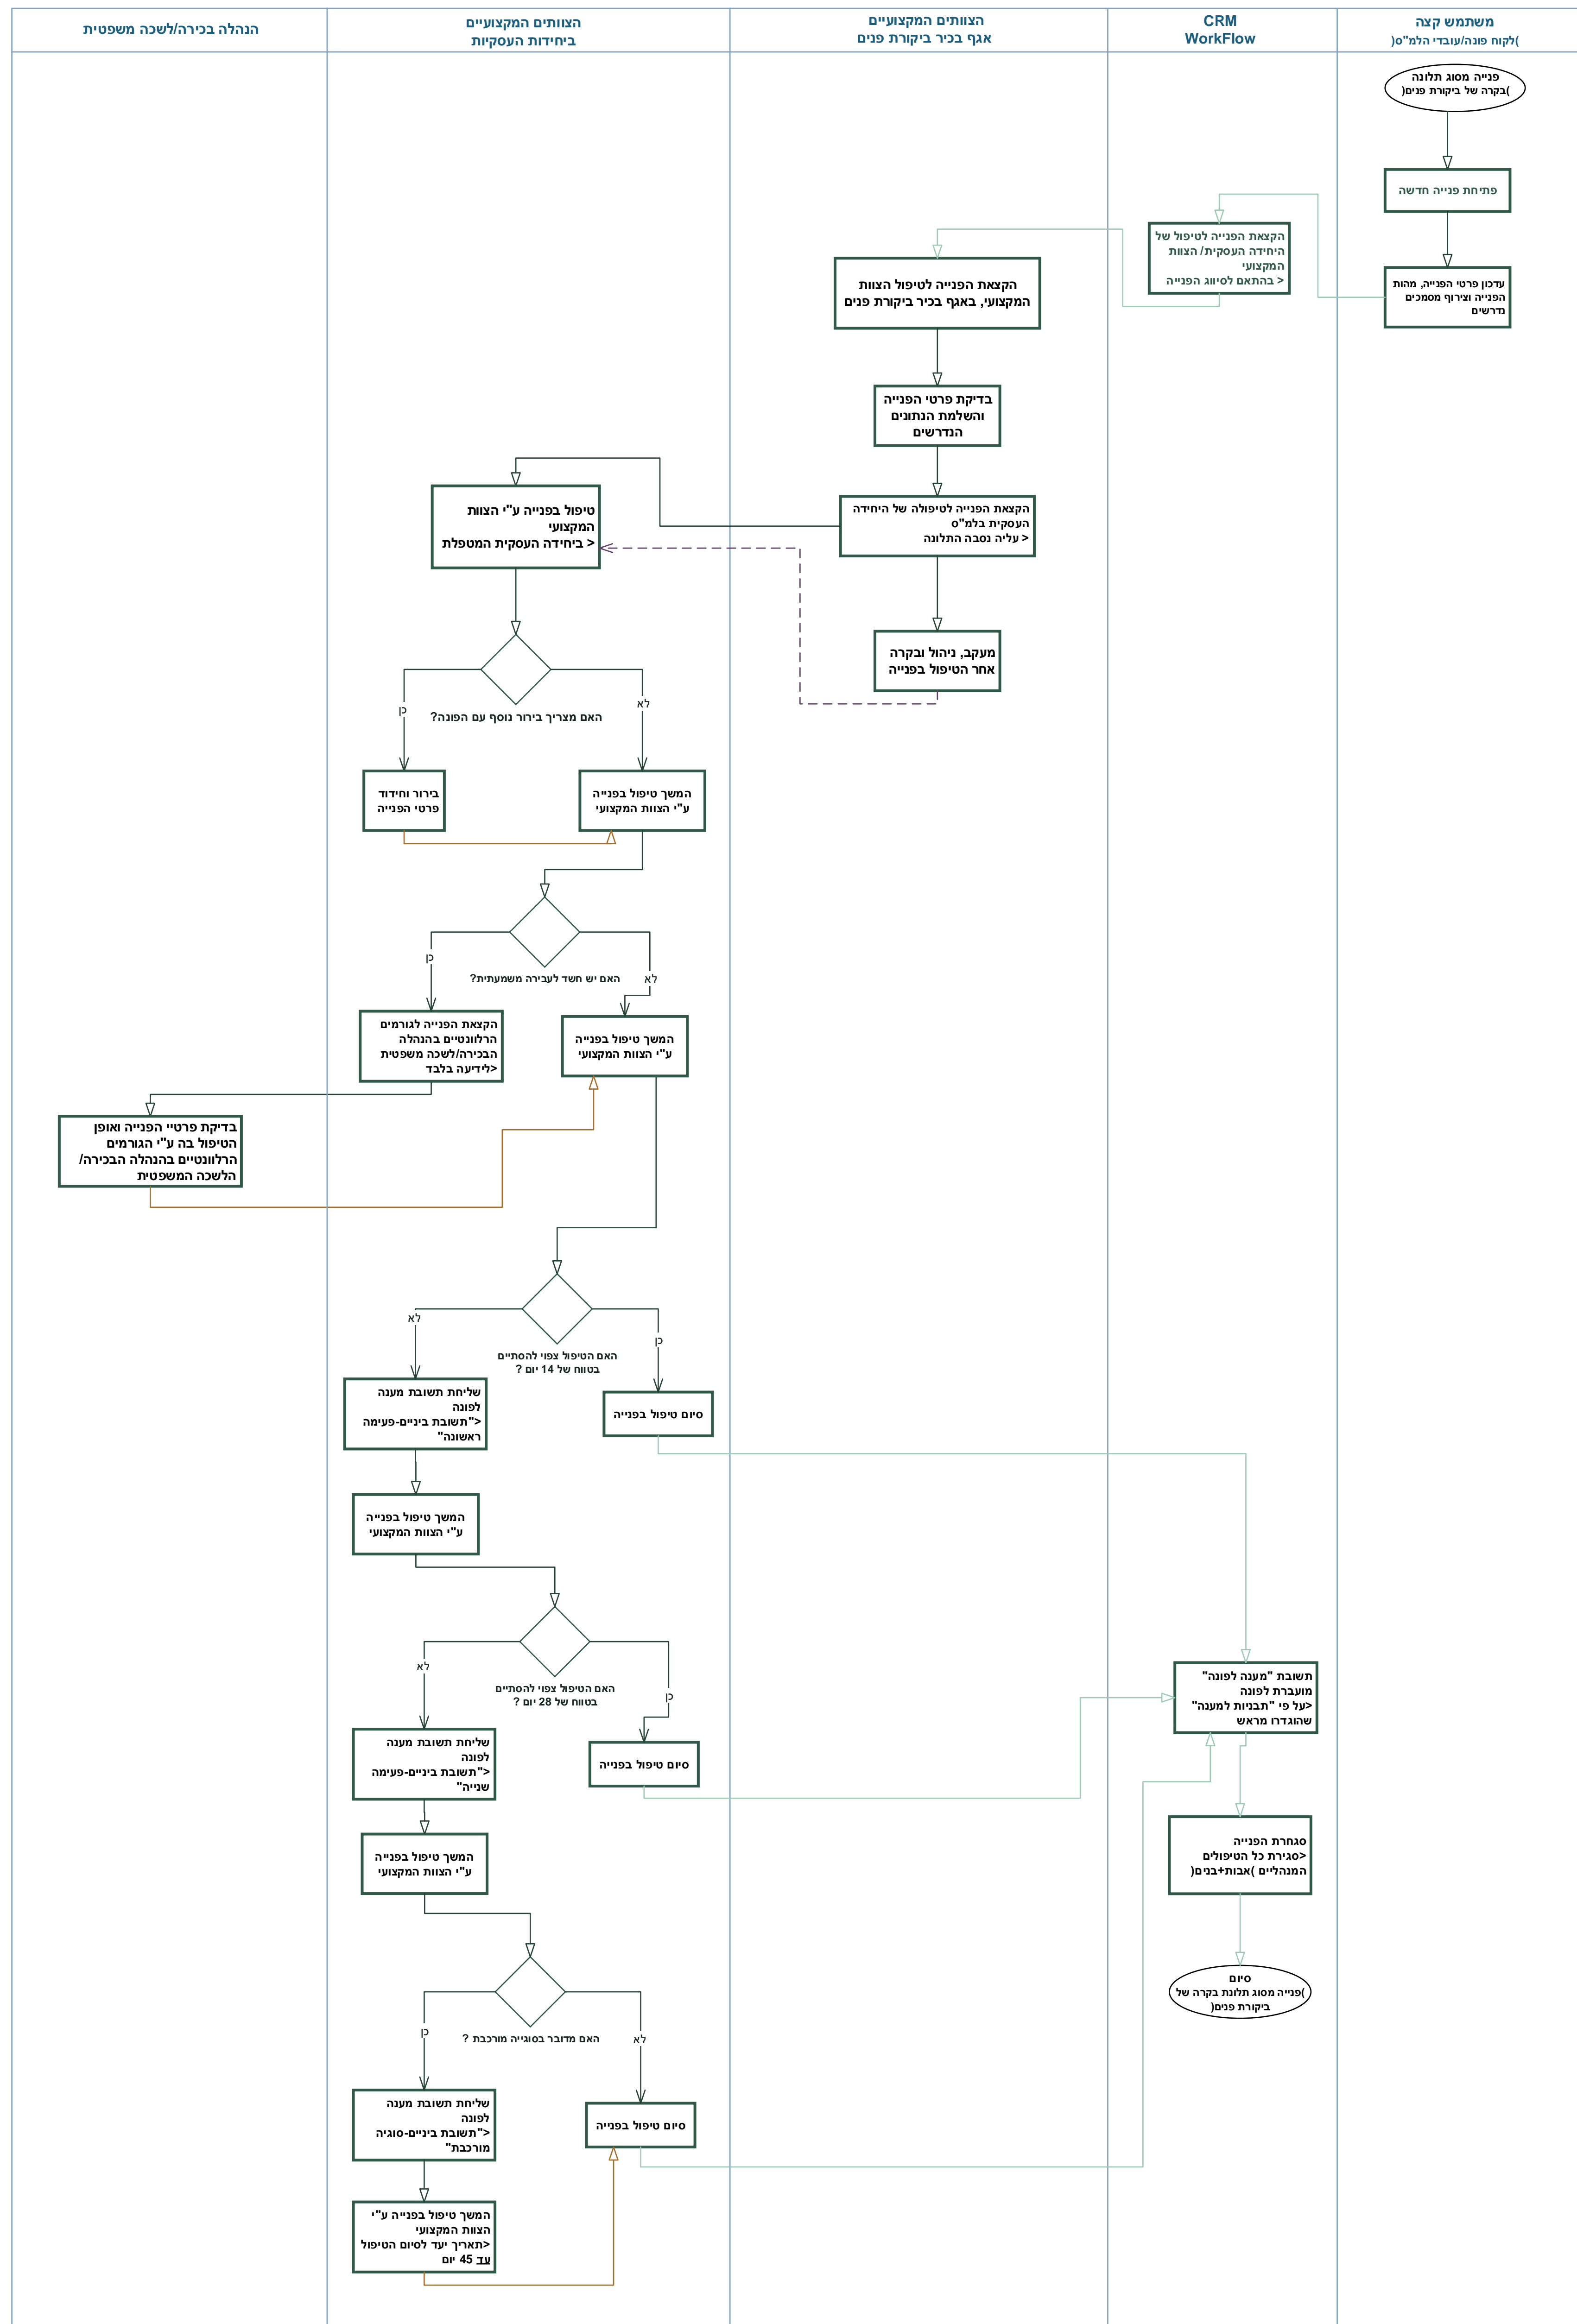 משתמש קצה
)לקוח פונה/עובדי הלמ"ס(
CRM
WorkFlow
הצוותים המקצועיים
אגף בכיר ביקורת פנים
הצוותים המקצועיים
ביחידות העסקיות
הנהלה בכירה/לשכה משפטית
פנייה מסוג תלונה
)בקרה של ביקורת פנים(
פתיחת פנייה חדשה
עדכון פרטי הפנייה, מהות
הפנייה וצירוף מסמכים
נדרשים
הקצאת הפנייה לטיפול של
היחידה העסקית/ הצוות
המקצועי
> בהתאם לסיווג הפנייה
הקצאת הפנייה לטיפול הצוות
המקצועי, באגף בכיר ביקורת פנים
בדיקת פרטי הפנייה
והשלמת הנתונים
הנדרשים
הקצאת הפנייה לטיפולה של היחידה
העסקית בלמ"ס
> עליה נסבה התלונה
מעקב, ניהול ובקרה
אחר הטיפול בפנייה
טיפול בפנייה ע"י הצוות
המקצועי
> ביחידה העסקית המטפלת
לא
כן
האם מצריך בירור נוסף עם הפונה?
המשך טיפול בפנייה
ע"י הצוות המקצועי
בירור וחידוד
פרטי הפנייה
כן
האם יש חשד לעבירה משמעתית?
לא
הקצאת הפנייה לגורמים
הרלוונטיים בהנהלה
הבכירה/לשכה משפטית
>לידיעה בלבד
המשך טיפול בפנייה
ע"י הצוות המקצועי
בדיקת פרטיי הפנייה ואופן
הטיפול בה ע"י הגורמים
הרלוונטיים בהנהלה הבכירה/
הלשכה המשפטית
לא
כן
האם הטיפול צפוי להסתיים
בטווח של 14 יום ?
סיום טיפול בפנייה
שליחת תשובת מענה
לפונה
>"תשובת ביניים-פעימה
ראשונה"
המשך טיפול בפנייה
ע"י הצוות המקצועי
לא
כן
האם הטיפול צפוי להסתיים
בטווח של 28 יום ?
סיום טיפול בפנייה
שליחת תשובת מענה
לפונה
>"תשובת ביניים-פעימה
שנייה"
תשובת "מענה לפונה"
מועברת לפונה
>על פי "תבניות למענה"
שהוגדרו מראש
המשך טיפול בפנייה
ע"י הצוות המקצועי
סגחרת הפנייה
>סגירת כל הטיפולים
המנהליים )אבות+בנים(
סיום
)פנייה מסוג תלונת בקרה של
ביקורת פנים(
כן
לא
האם מדובר בסוגייה מורכבת ?
סיום טיפול בפנייה
שליחת תשובת מענה
לפונה
>"תשובת ביניים-סוגיה
מורכבת"
המשך טיפול בפנייה ע"י
הצוות המקצועי
>תאריך יעד לסיום הטיפול
עד 45 יום